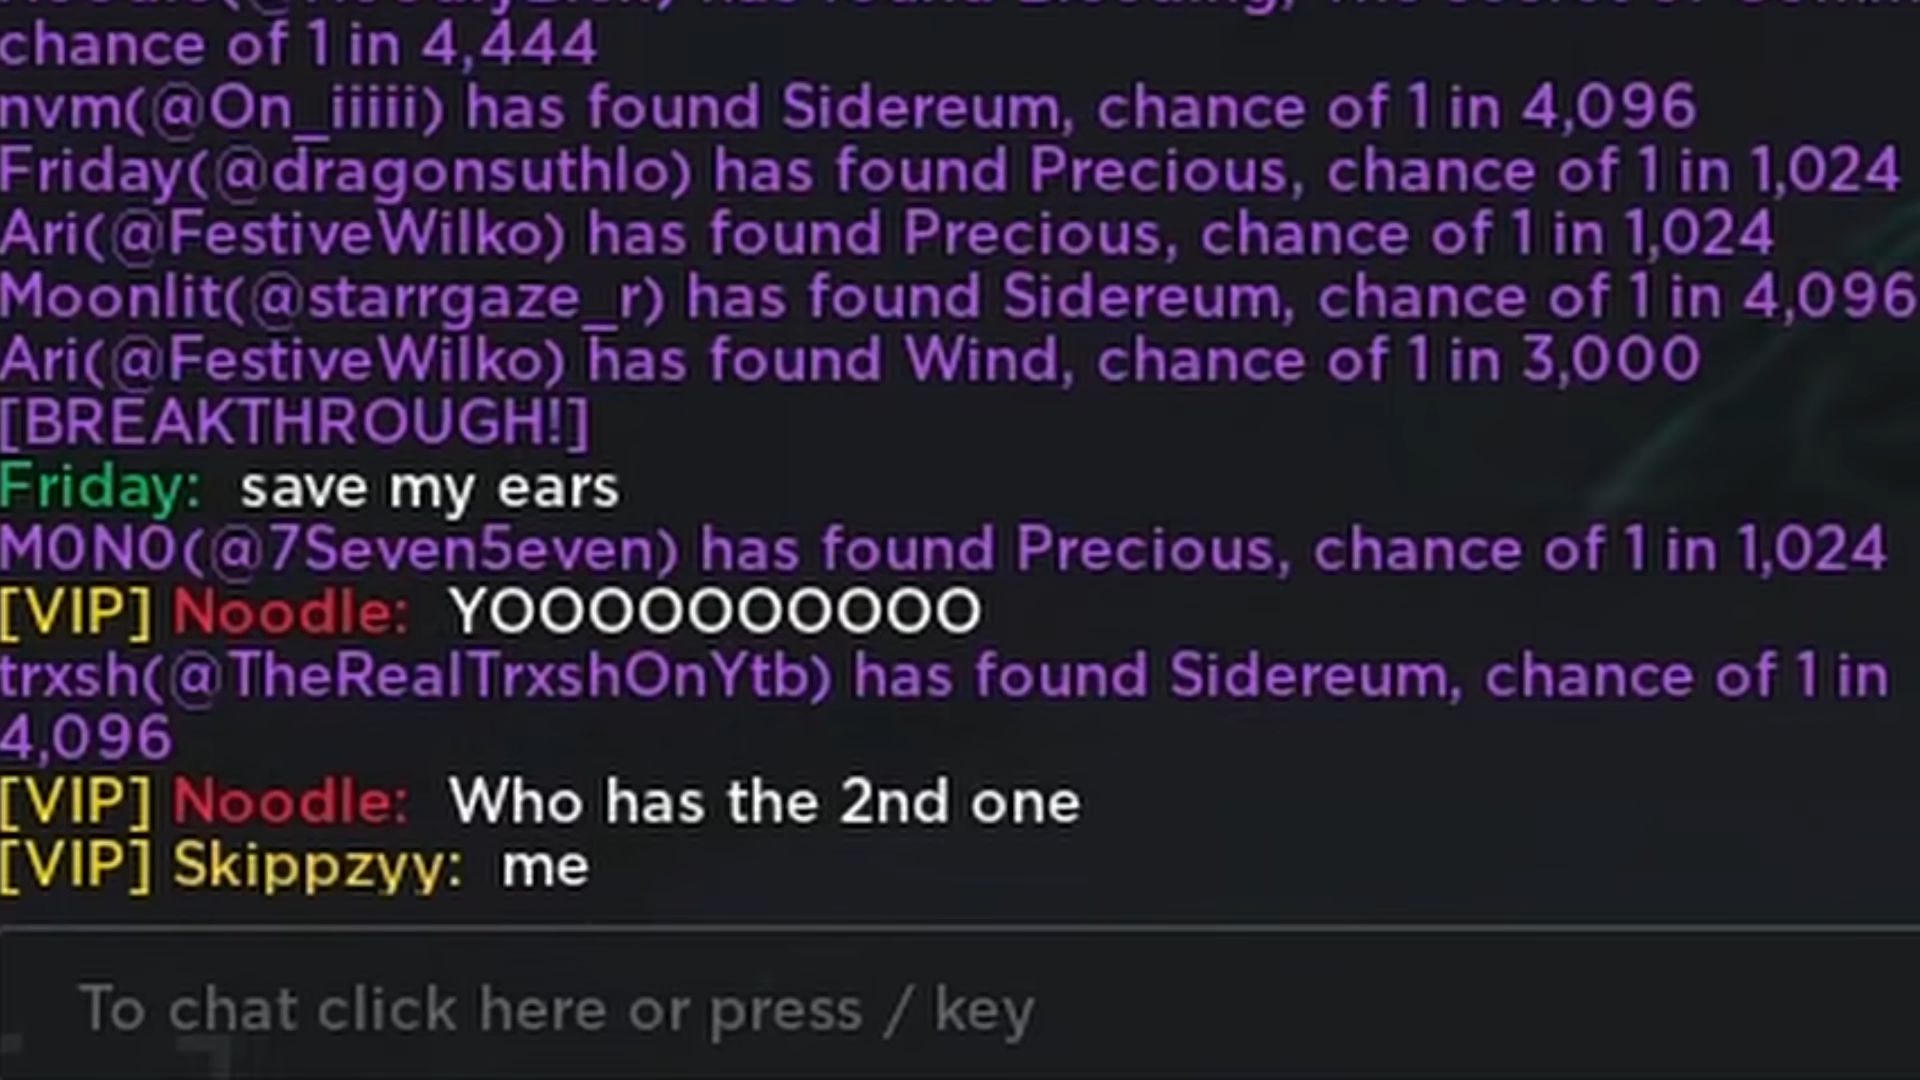 chance of 1 in 4,444
nvm(@On_iiiii) has found Sidereum, chance of 1 in 4,096
Friday(@dragonsuthlo) has found Precious, chance of 1 in 1,024
Ari(@FestiveWilko) has found Precious, chance of 1 in 1,024
Moonlit(@starrgaze_r) has found Sidereum, chance of 1 in 4,096
Ari(@FestiveWilko) has found Wind, chance of 1 in 3,000
[BREAKTHROUGH!]
Friday: save my ears
M0N0(@7Seven5even) has found Precious, chance of 1 in 1,024
[VIP] Noodle: YOOOOOOOOOOO
trxsh(@TheRealTrxshOnYtb) has found Sidereum, chance of 1 in
4,096
[VIP] Noodle: Who has the 2nd one
[VIP] Skippzyy: me
To chat click here or press / key